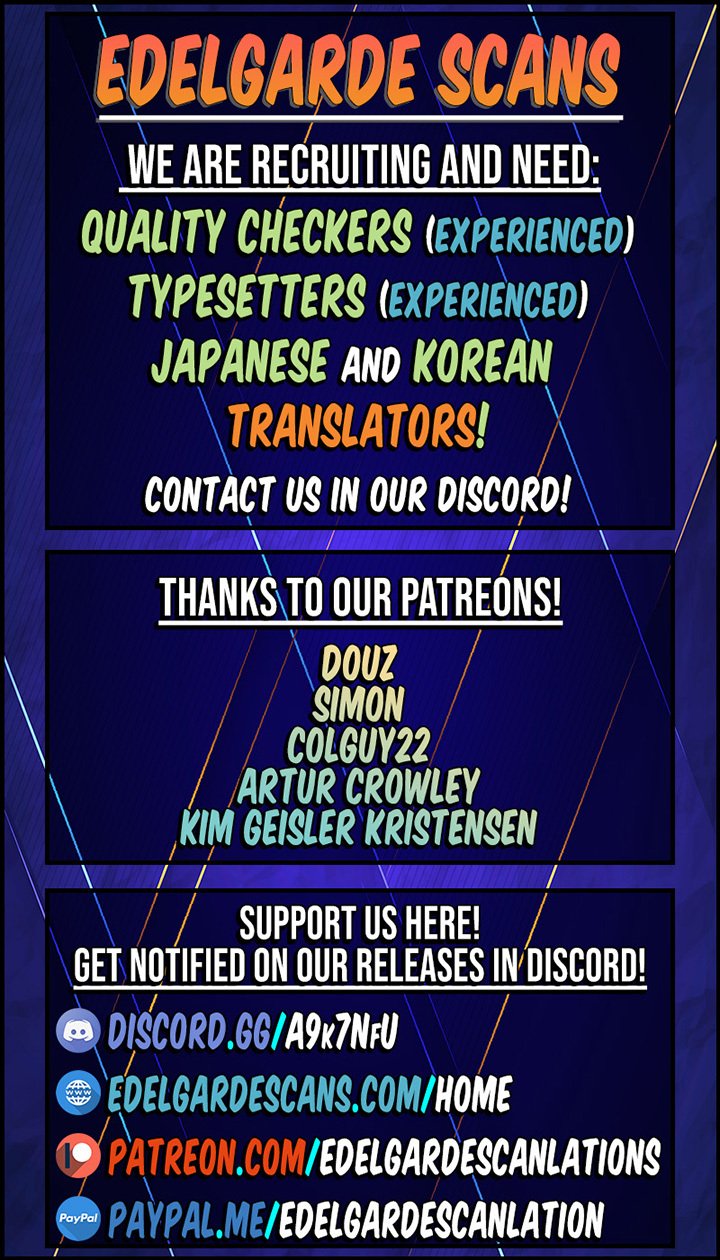 EDELGARDE SCANS
WE ARE RECRUITING AND NEED:
QUALITY CHECKERS (EXPERIENCED)
TYPESETTERS (EXPERIENCED)
JAPANESE AND KOREAN
TRANSLATORS!
CONTACT US IN OUR DISCORD!
THANKS TO OUR PATREONS!
DOUZ
SIMON
COLGUY22
ARTUR CROWLEY
KIM GEISLER KRISTENSEN
SUPPORT US HERE!
GET NOTIFIED ON OUR RELEASES IN DISCORD!
DISCORD.GG/A9K7NFU
WWW
EDELGARDESCANS.COM/HOME
PATREON.COM/EDELGARDESCANLATIONS
PayPal
PAYPAL.ME/EDELGARDESCANLATION